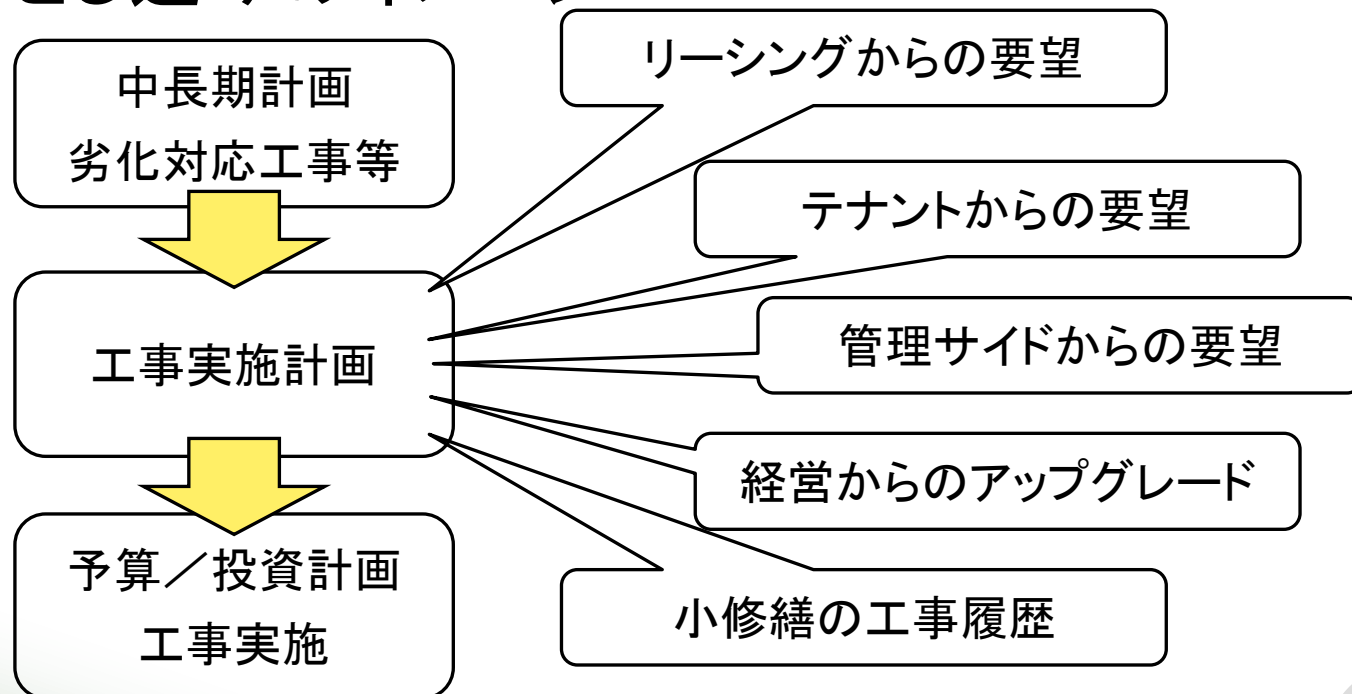 中長期計画
劣化対応工事等
工事実施計画
予算／投資計画
工事実施
リーシングからの要望
テナントからの要望
管理サイドからの要望
経営からのアップグレード
小修繕の工事履歴